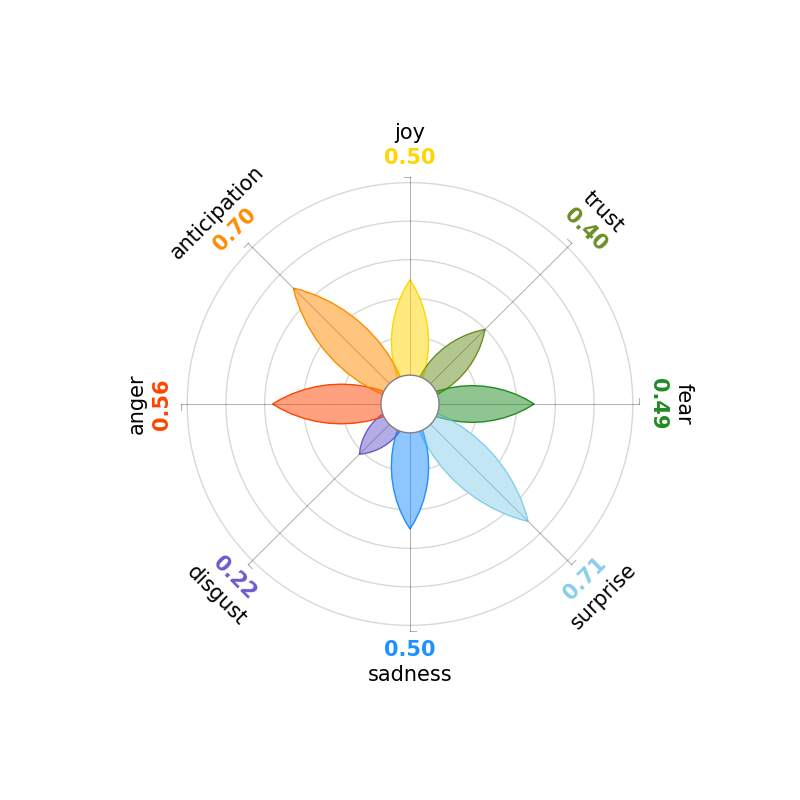 joy
0.50
trust
0.40
fear
0.49
surprise
0.71
0.50
sadness
0.22
disgust
anger
0.56
anticipation
0.70